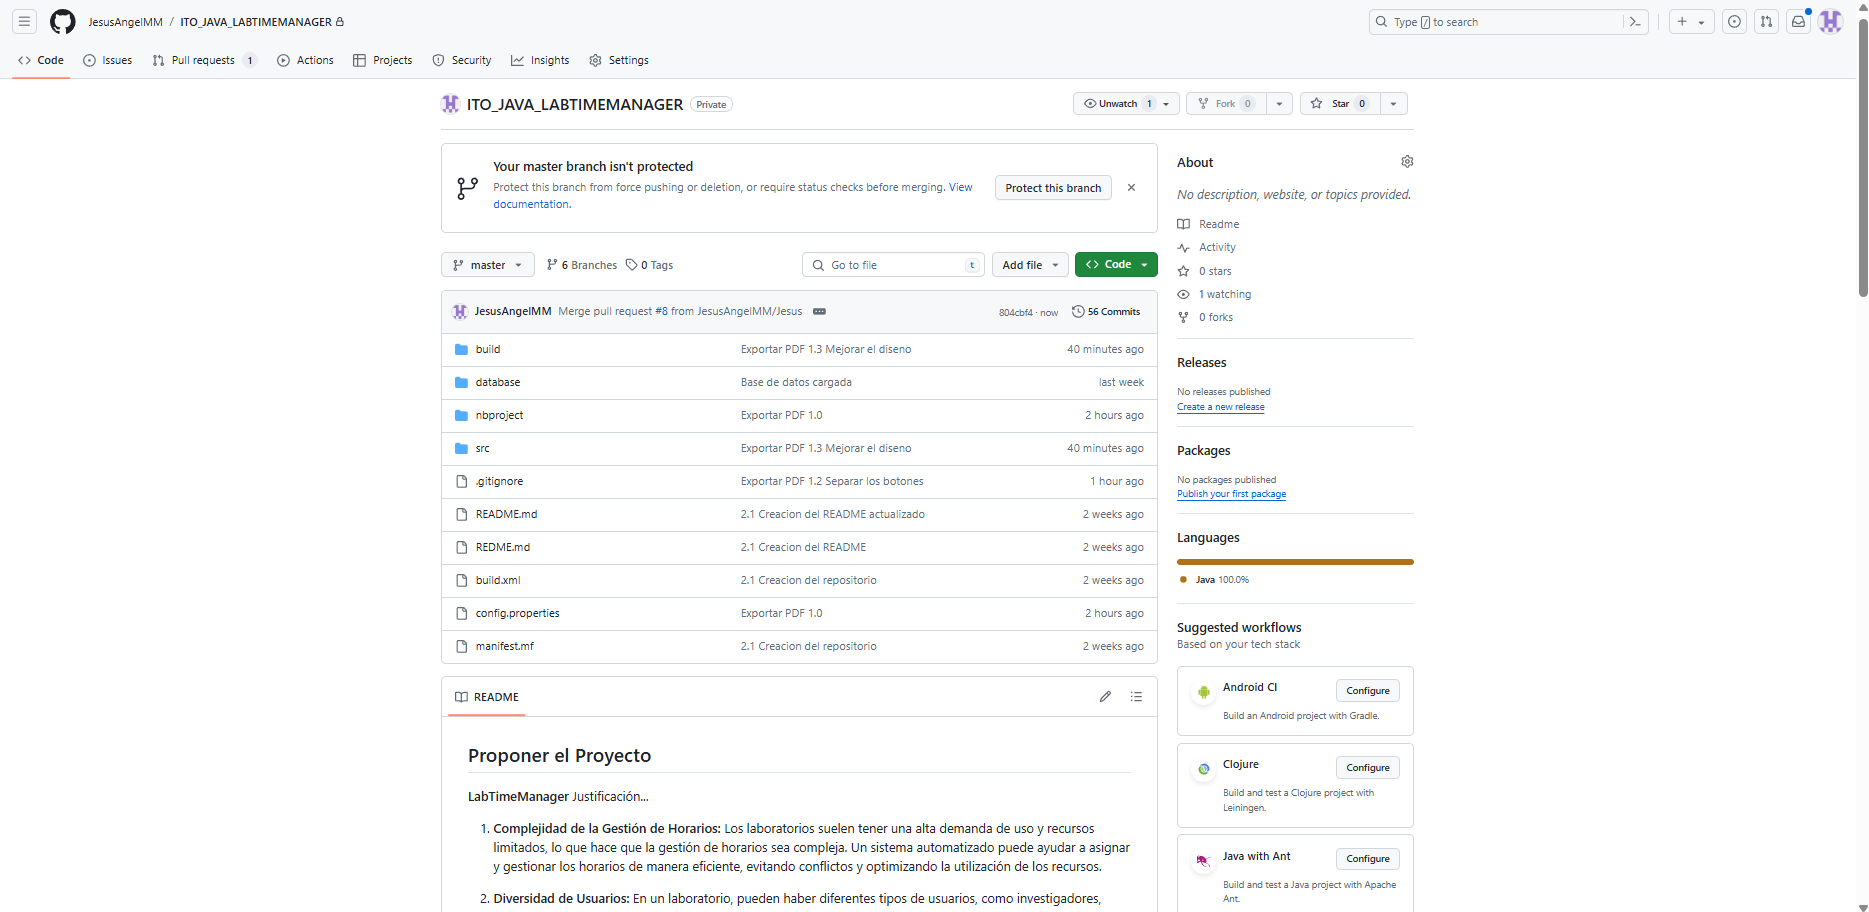 JesusAngelMM / ITO_JAVA_LABTIMEMANAGER
Type / to search
Code Issues Pull requests 1 Actions Projects Security Insights Settings
ITO_JAVA_LABTIMEMANAGER Private
Unwatch 1 Fork 0 Star 0
Your master branch isn't protected
Protect this branch from force pushing or deletion, or require status checks before merging. View
documentation.
Protect this branch
master 6 Branches 0 Tags
Go to file t
Add file
Code
JesusAngelMM Merge pull request #8 from JesusAngelMM/Jesus 804cbf4 · now 56 Commits
build Exportar PDF 1.3 Mejorar el diseno 40 minutes ago
database Base de datos cargada last week
nbproject Exportar PDF 1.0 2 hours ago
src Exportar PDF 1.3 Mejorar el diseno 40 minutes ago
.gitignore Exportar PDF 1.2 Separar los botones 1 hour ago
README.md 2.1 Creacion del README actualizado 2 weeks ago
REDME.md 2.1 Creacion del README 2 weeks ago
build.xml 2.1 Creacion del repositorio 2 weeks ago
config.properties Exportar PDF 1.0 2 hours ago
manifest.mf 2.1 Creacion del repositorio 2 weeks ago
README
Proponer el Proyecto
LabTimeManager Justificación...
1. Complejidad de la Gestión de Horarios: Los laboratorios suelen tener una alta demanda de uso y recursos
limitados, lo que hace que la gestión de horarios sea compleja. Un sistema automatizado puede ayudar a asignar
y gestionar los horarios de manera eficiente, evitando conflictos y optimizando la utilización de los recursos.
2. Diversidad de Usuarios: En un laboratorio, pueden haber diferentes tipos de usuarios, como investigadores,
About
No description, website, or topics provided.
Readme
Activity
0 stars
1 watching
0 forks
Releases
No releases published
Create a new release
Packages
No packages published
Publish your first package
Languages
Java 100.0%
Suggested workflows
Based on your tech stack
Android CI
Configure
Build an Android project with Gradle.
Clojure
Configure
Build and test a Clojure project with
Leiningen.
Java with Ant
Configure
Build and test a Java project with Apache
Ant.